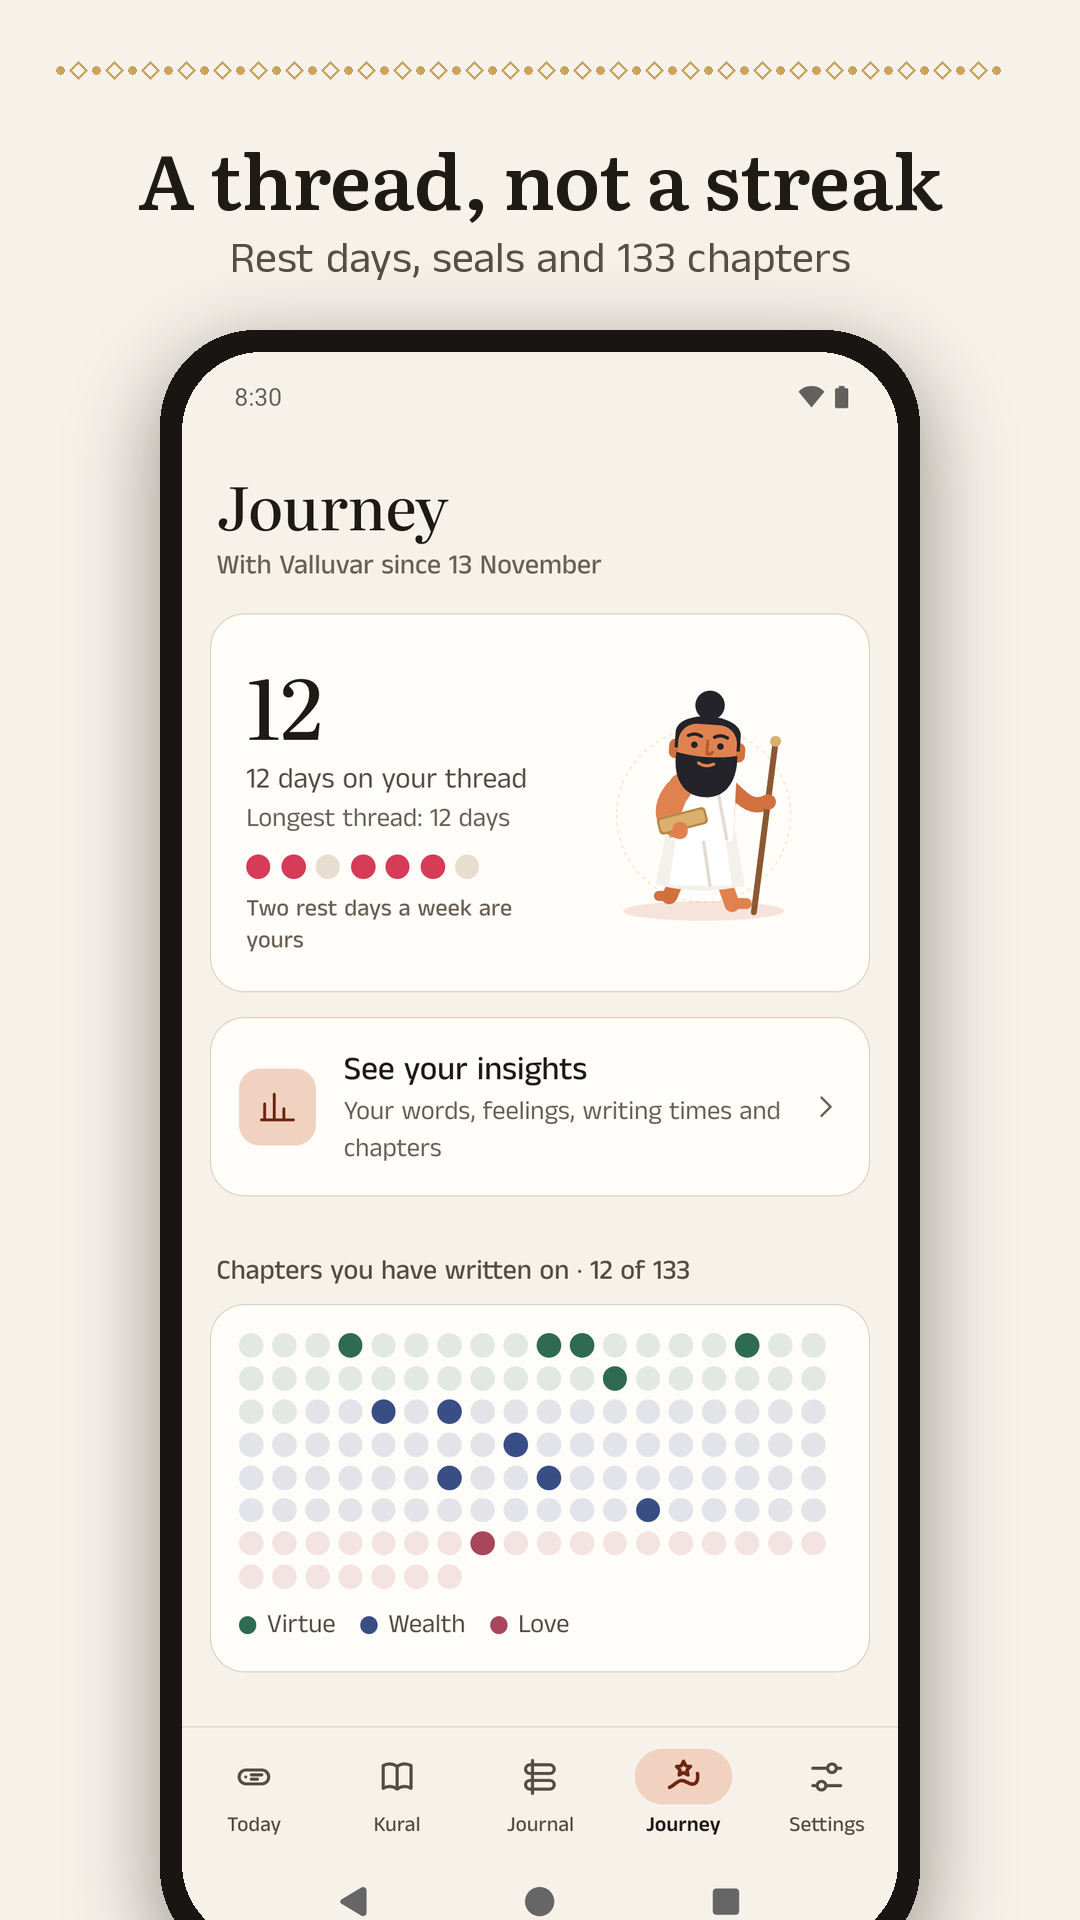 A thread, not a streak
Rest days, seals and 133 chapters
8:30
Journey
With Valluvar since 13 November
12
12 days on your thread
Longest thread: 12 days
Two rest days a week are
yours
See your insights
Your words, feelings, writing times and
chapters
Chapters you have written on · 12 of 133
Virtue Wealth Love
Today Kural Journal Journey Settings